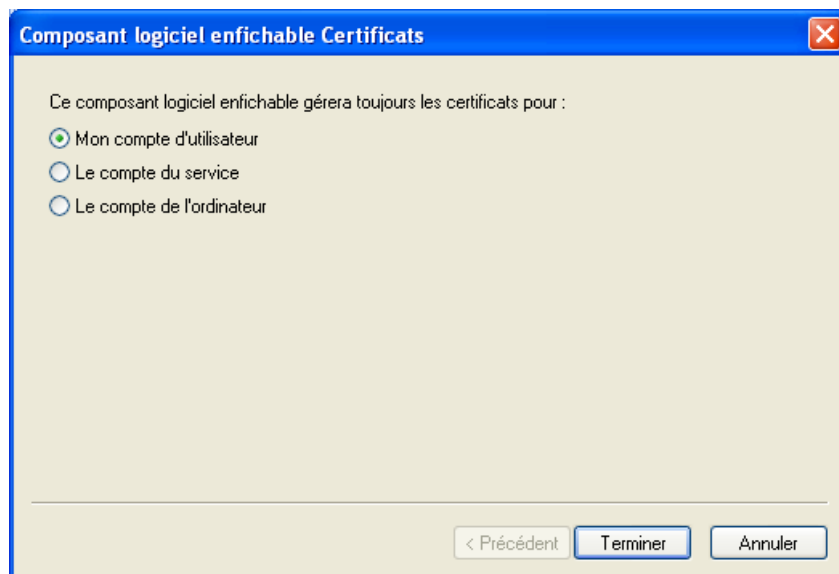 Composant logiciel enfichable Certificats
Ce composant logiciel enfichable gérera toujours les certificats pour :
Mon compte d'utilisateur
Le compte du service
Le compte de l'ordinateur
< Précédent Terminer Annuler